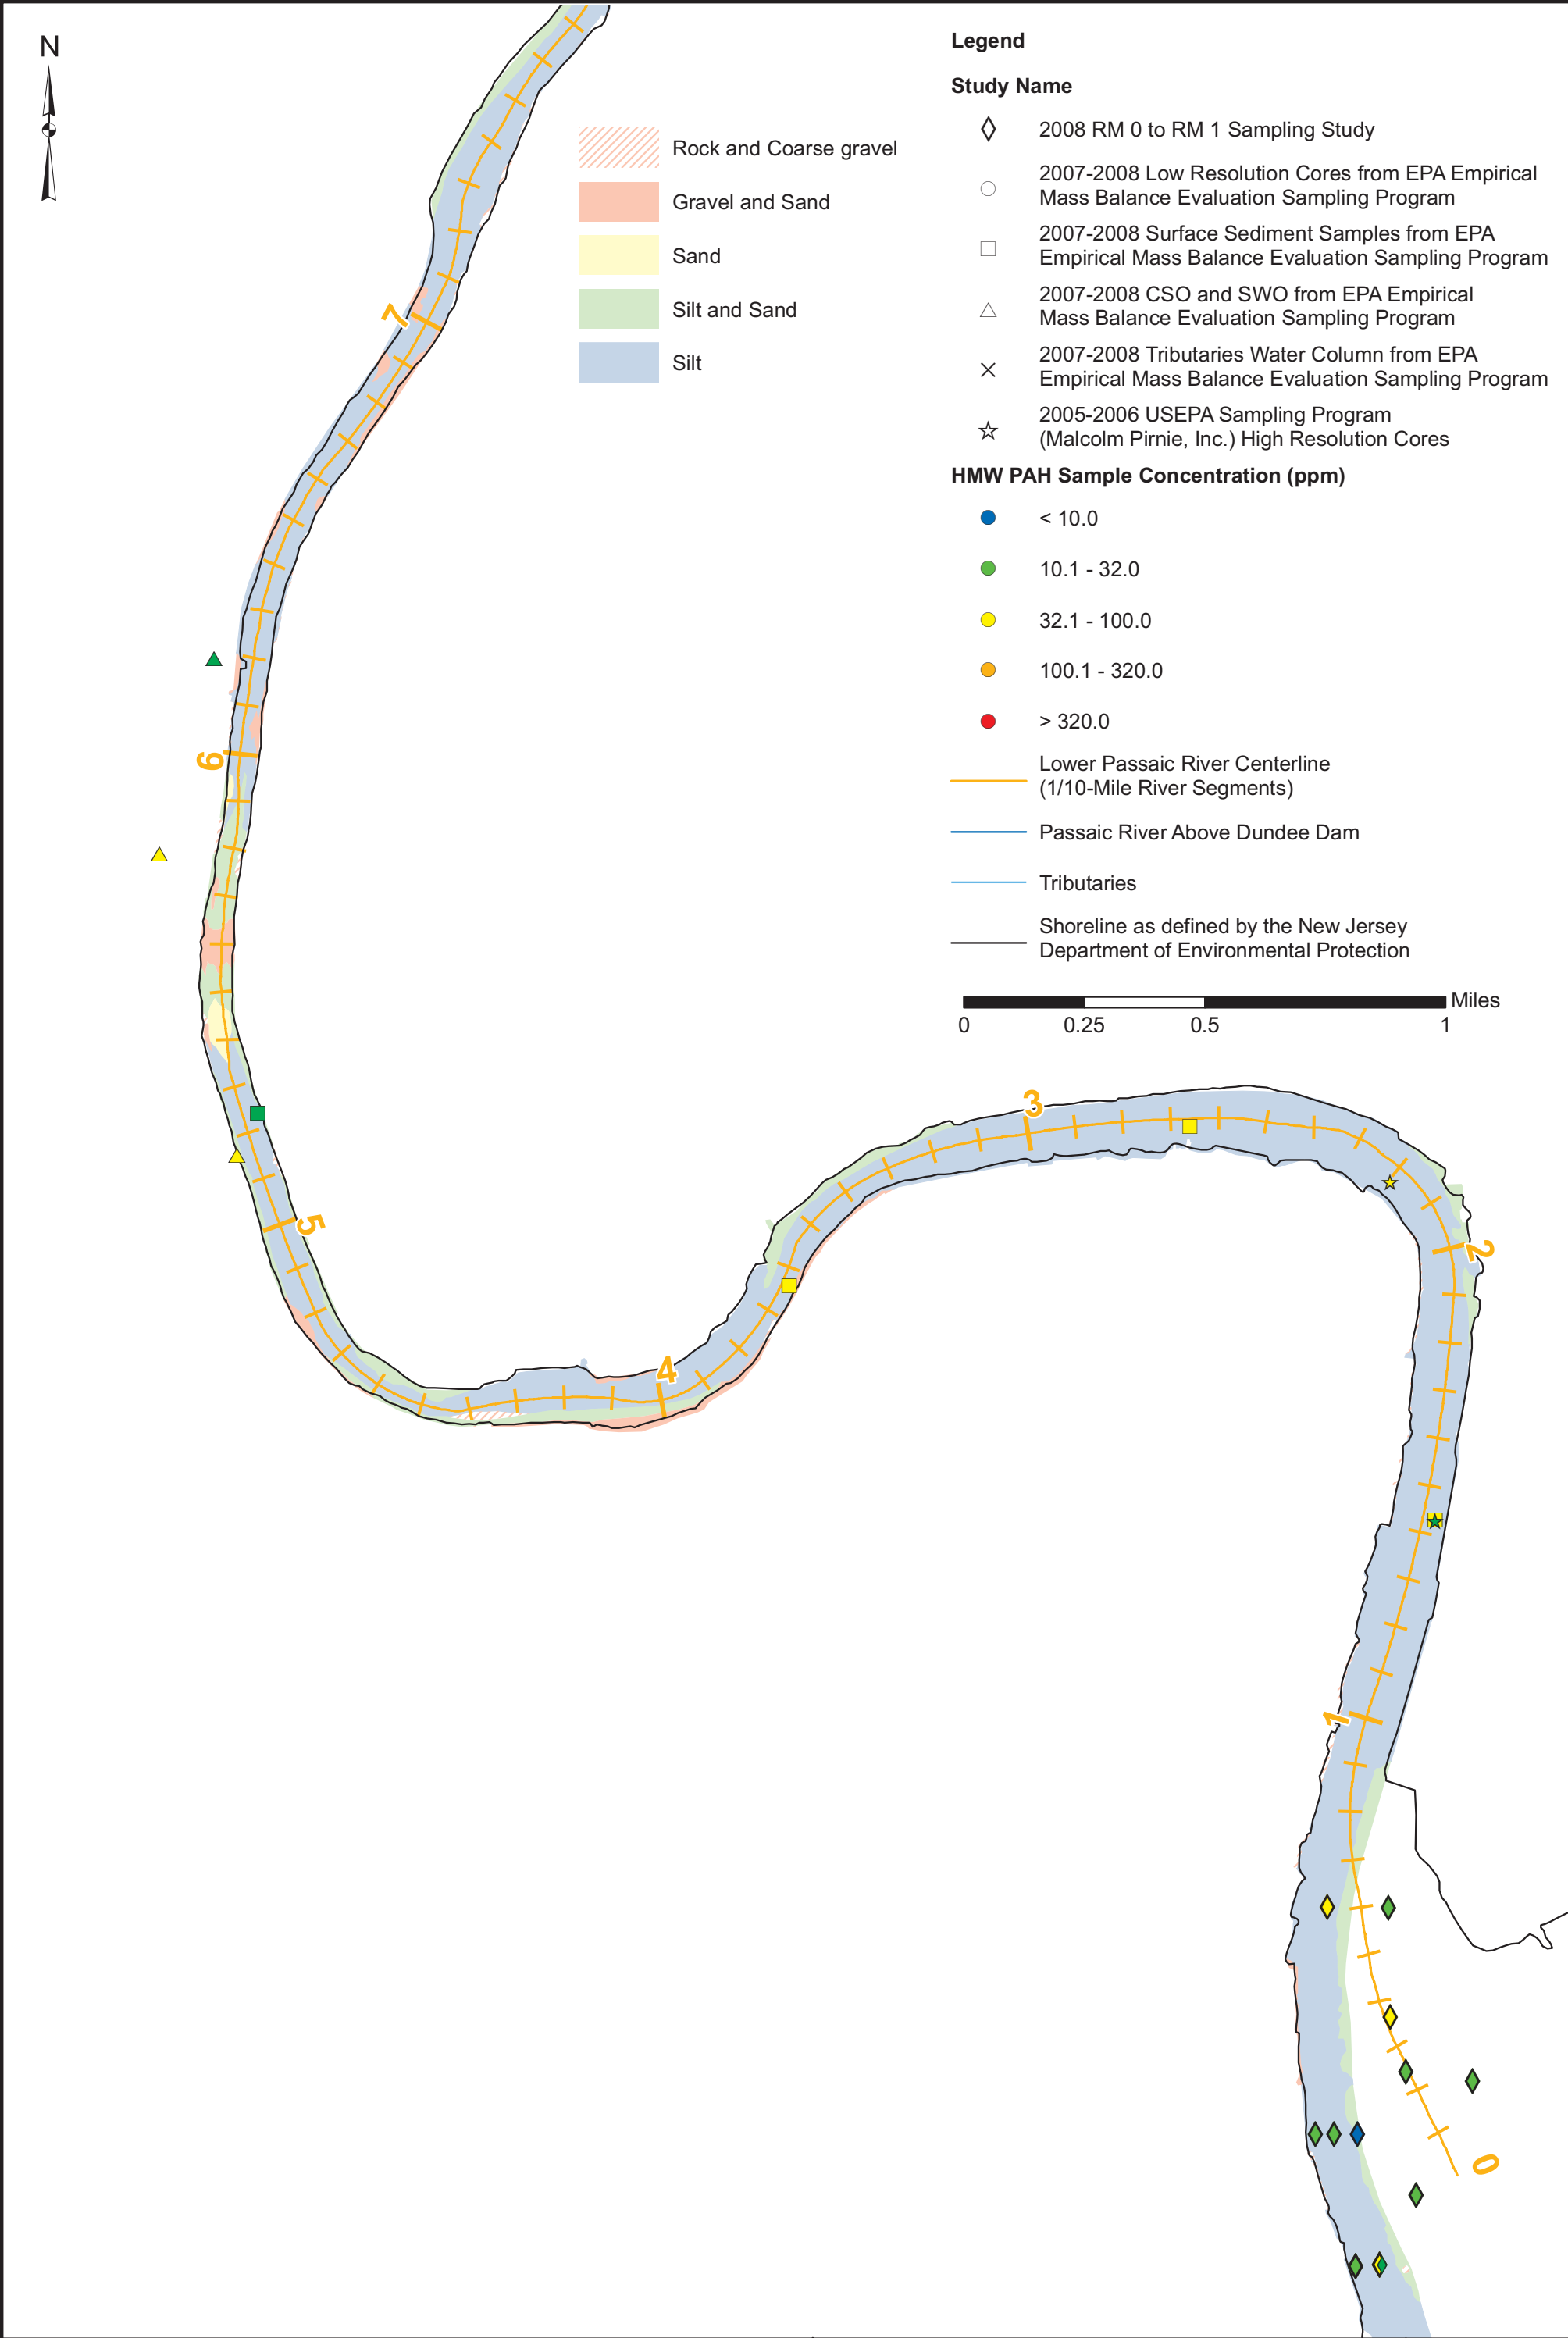 N
Legend
Study Name
2008 RM 0 to RM 1 Sampling Study
2007-2008 Low Resolution Cores from EPA Empirical
Mass Balance Evaluation Sampling Program
2007-2008 Surface Sediment Samples from EPA
Empirical Mass Balance Evaluation Sampling Program
2007-2008 CSO and SWO from EPA Empirical
Mass Balance Evaluation Sampling Program
2007-2008 Tributaries Water Column from EPA
Empirical Mass Balance Evaluation Sampling Program
2005-2006 USEPA Sampling Program
(Malcolm Pirnie, Inc.) High Resolution Cores
HMW PAH Sample Concentration (ppm)
< 10.0
10.1 - 32.0
32.1 - 100.0
100.1 - 320.0
> 320.0
Lower Passaic River Centerline
(1/10-Mile River Segments)
Passaic River Above Dundee Dam
Tributaries
Shoreline as defined by the New Jersey
Department of Environmental Protection
Miles
0 0.25 0.5 1
Rock and Coarse gravel
Gravel and Sand
Sand
Silt and Sand
Silt
7
6
5
4
3
2
1
0